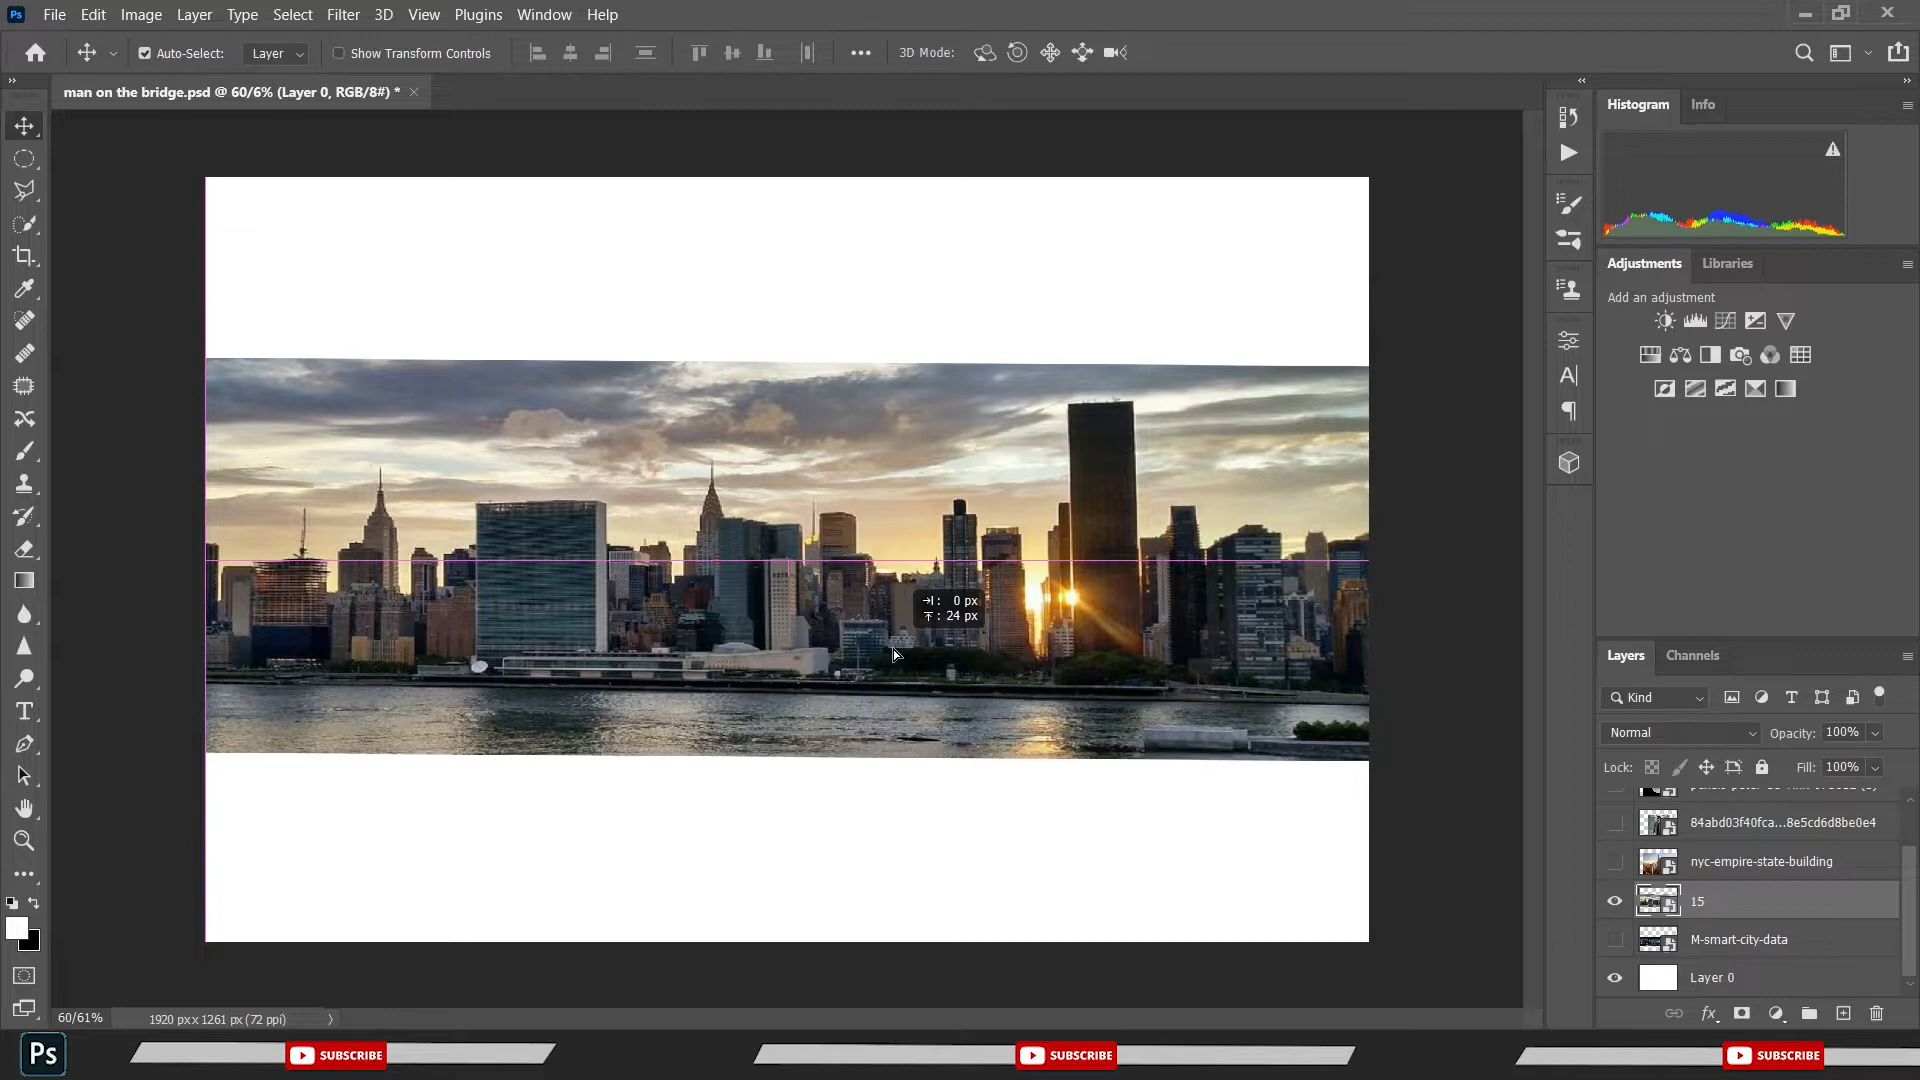 Ps File Edit Image Layer Type Select Filter 3D View Plugins Window Help
Auto-Select: Layer Show Transform Controls 3D Mode:
man on the bridge.psd @ 60/6% (Layer 0, RGB/8#) *
Histogram Info
Adjustments Libraries
Add an adjustment
0 px
: 24 px
Layers Channels
Kind
Normal Opacity: 100%
Lock: Fill: 100%
84abd03f40fca...8e5cd6d8be0e4
nyc-empire-state-building
15
M-smart-city-data
Layer 0
60/61% 1920 px x 1261 px (72 ppi)
Ps SUBSCRIBE SUBSCRIBE SUBSCRIBE